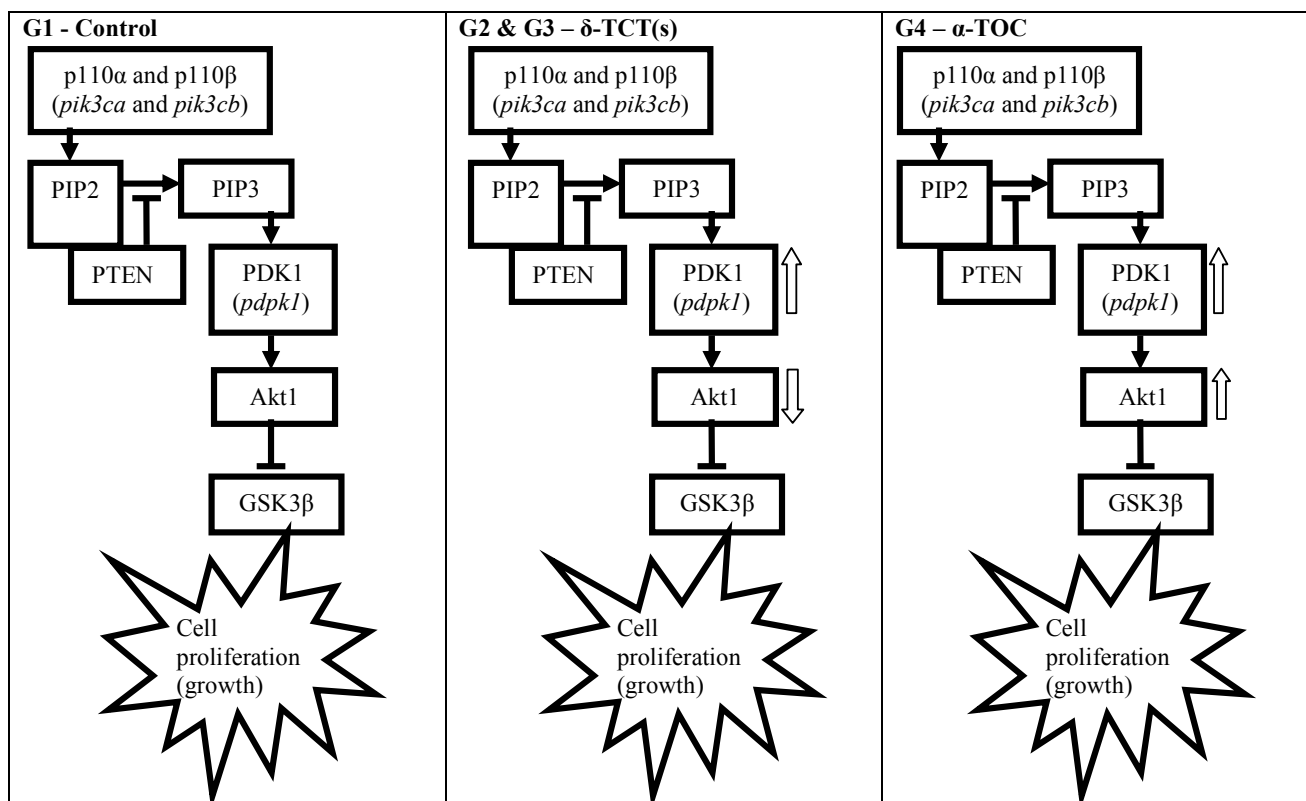 G1 - Control
p110α and p110β
(pik3ca and pik3cb)
PIP2
PIP3
PTEN
PDK1
(pdpk1)
Akt1
GSK3β
Cell
proliferation
(growth)
G2 & G3 – δ-TCT(s)
p110α and p110β
(pik3ca and pik3cb)
PIP2
PIP3
PTEN
PDK1
(pdpk1)
Akt1
GSK3β
Cell
proliferation
(growth)
G4 – α-TOC
p110α and p110β
(pik3ca and pik3cb)
PIP2
PIP3
PTEN
PDK1
(pdpk1)
Akt1
GSK3β
Cell
proliferation
(growth)